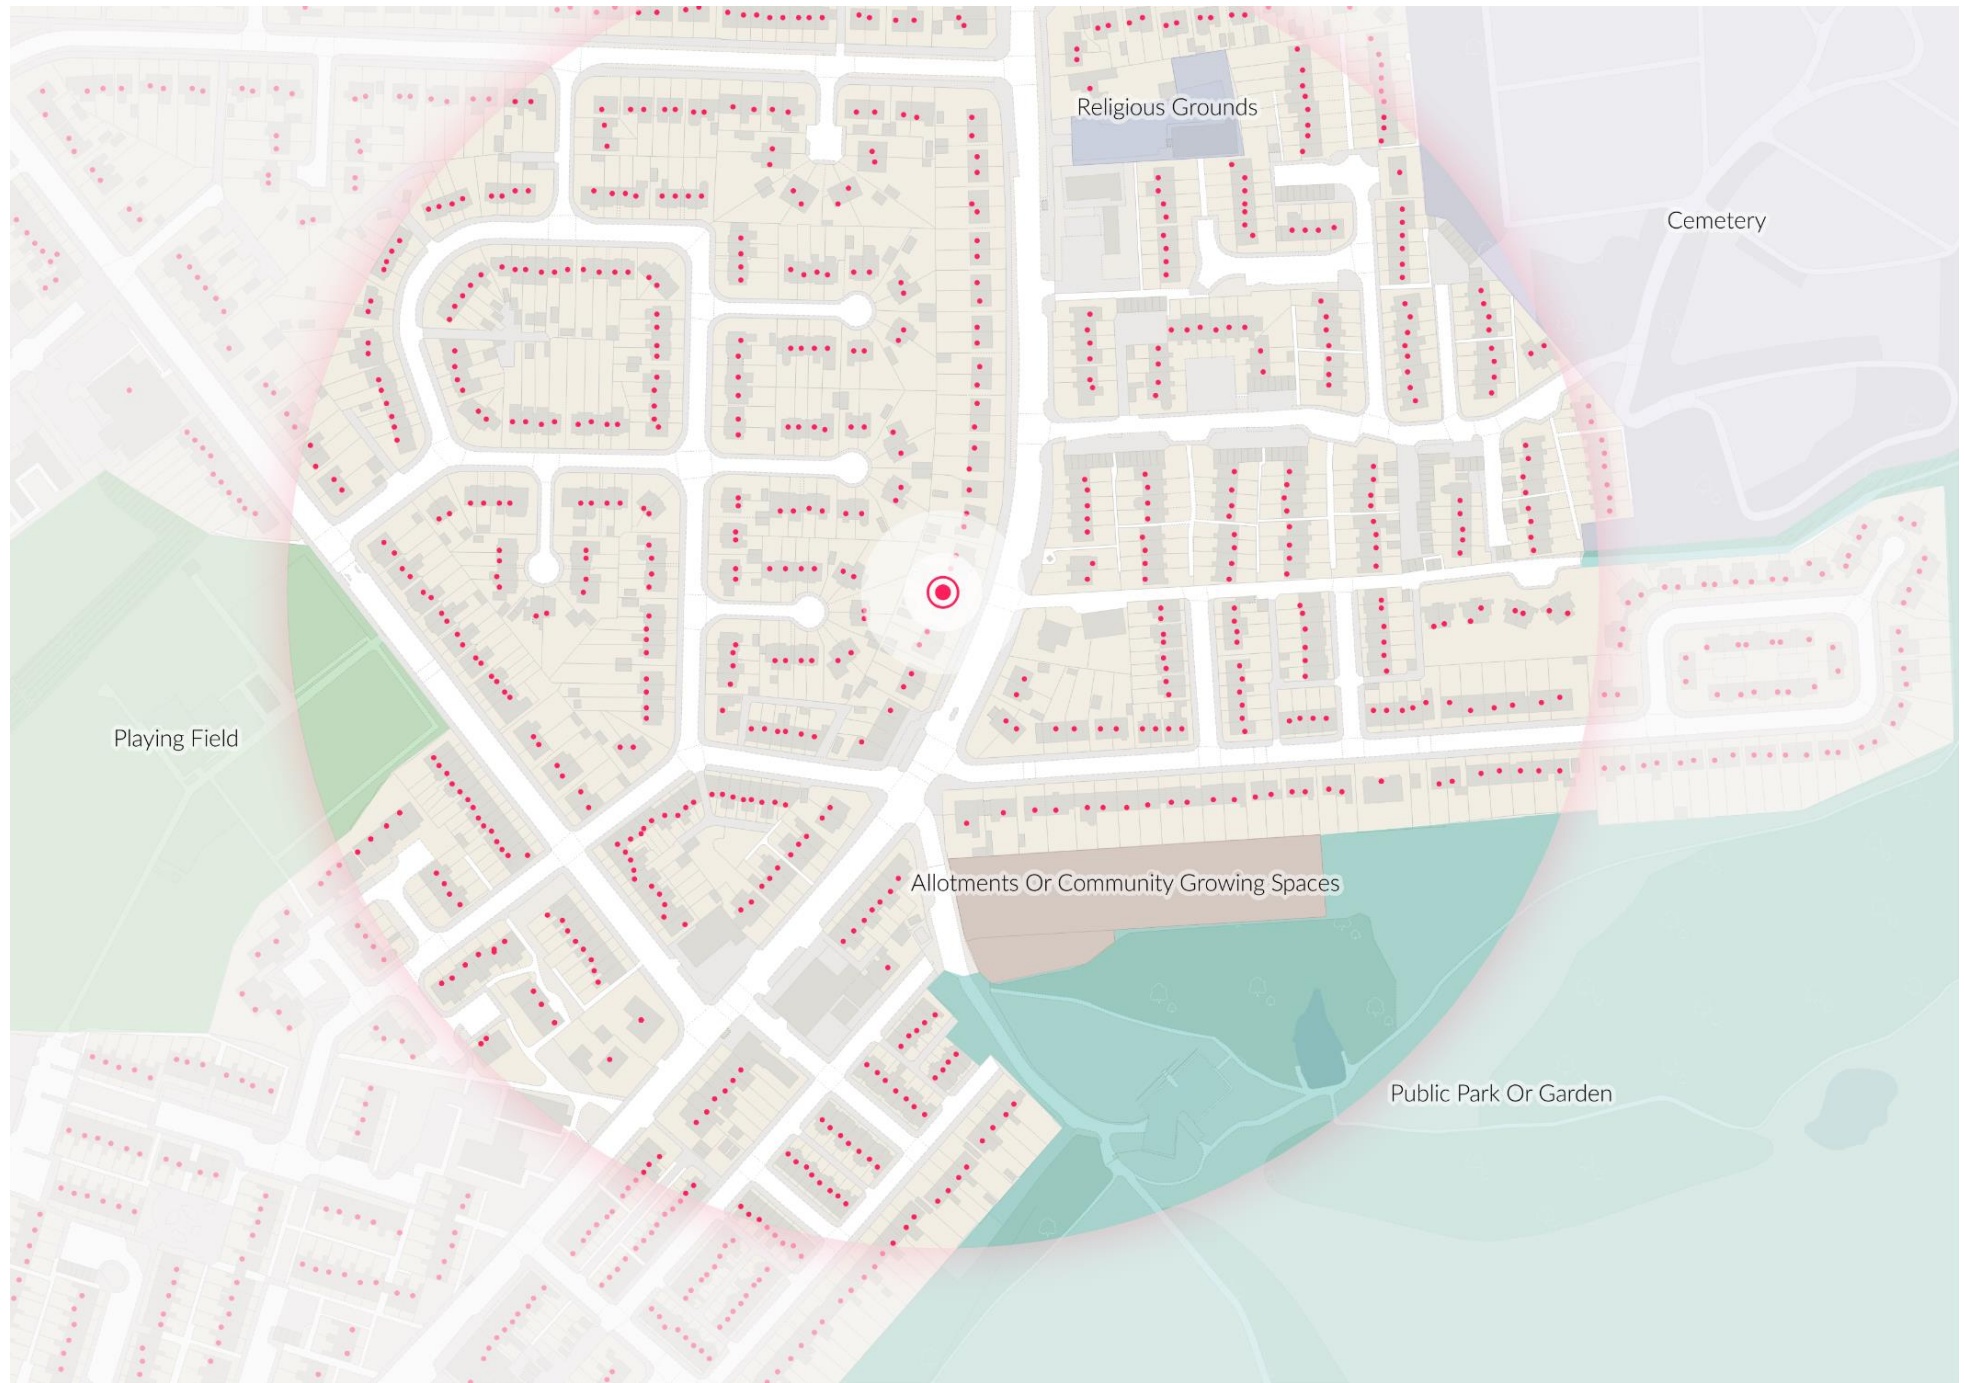 Religious Grounds
Cemetery
Playing Field
Allotments Or Community Growing Spaces
Public Park Or Garden